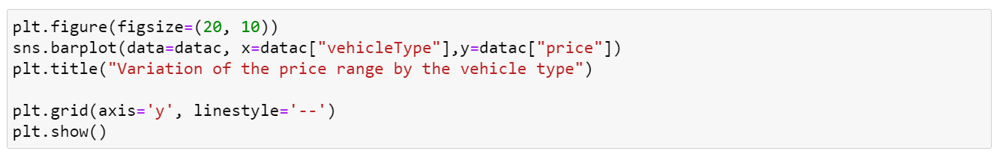 plt.figure(figsize=(20, 10))
sns.barplot(data=datac, x=datac["vehicleType"],y=datac["price"])
plt.title("Variation of the price range by the vehicle type")
plt.grid(axis='y', linestyle='--')
plt.show()